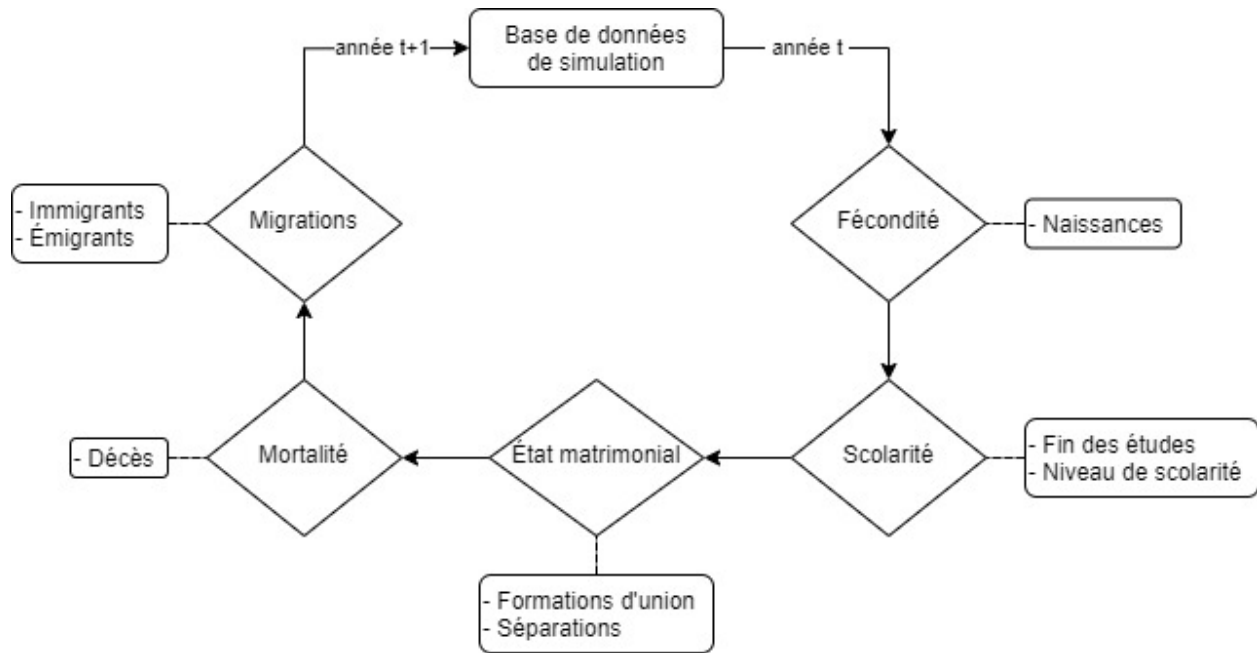 année t+1
Base de données
de simulation
année t
- Immigrants
- Émigrants
Migrations
Fécondité
- Naissances
- Décès
Mortalité
État matrimonial
Scolarité
- Fin des études
- Niveau de scolarité
- Formations d'union
- Séparations